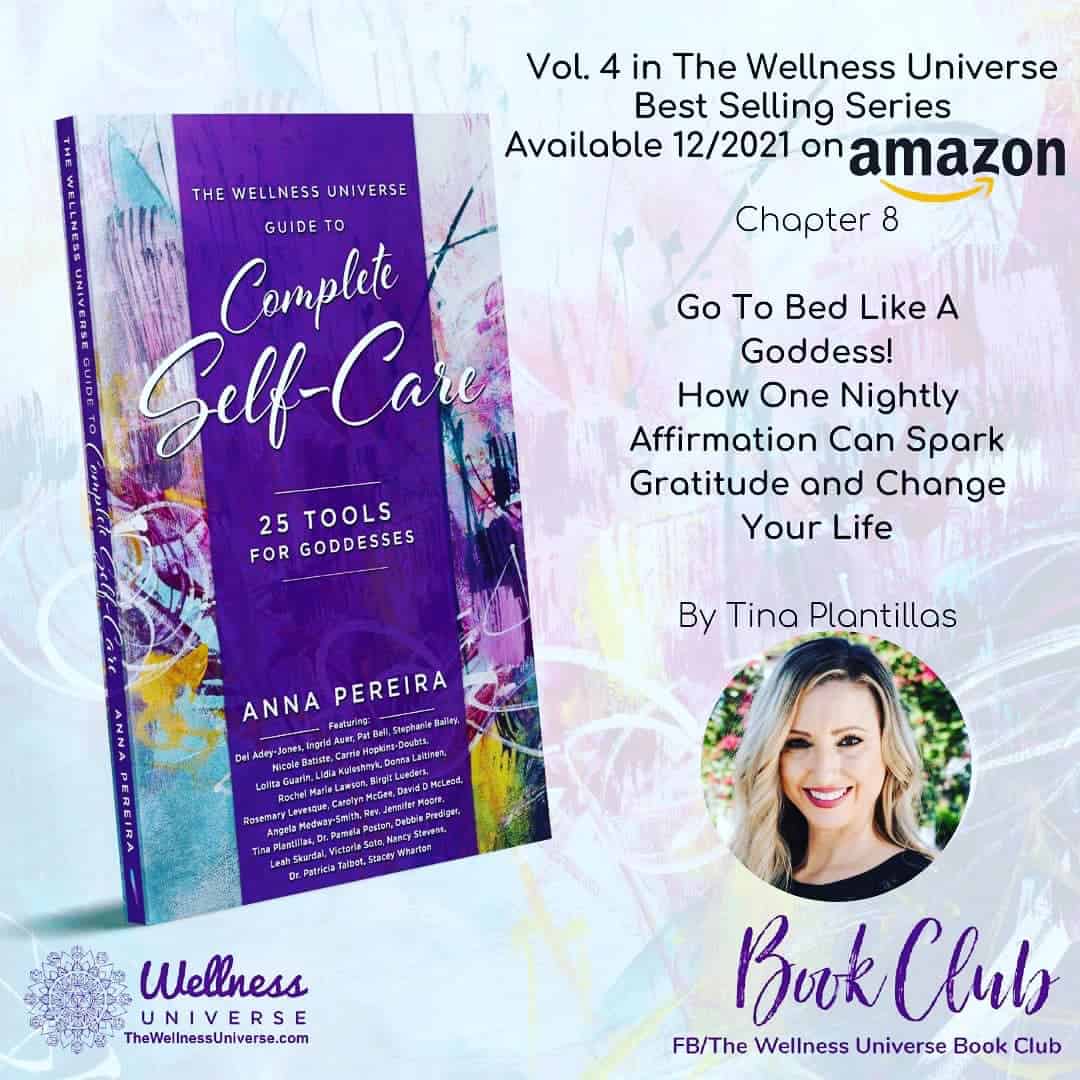 Vol. 4 in The Wellness Universe
Best Selling Series
Available 12/2021 on amazon
Chapter 8
Go To Bed Like A
Goddess!
How One Nightly
Affirmation Can Spark
Gratitude and Change
Your Life
By Tina Plantillas
THE WELLNESS UNIVERSE GUIDE TO Complete Self-Care ANNA PEREIRA
THE WELLNESS UNIVERSE
GUIDE TO
Complete
Self-Care
25 TOOLS
FOR GODDESSES
ANNA PEREIRA
Featuring:
Del Adey-Jones, Ingrid Auer, Pat Bell, Stephanie Bailey,
Nicole Batiste, Carrie Hopkins-Doubts,
Lolita Guarin, Lidia Kuleshnyk, Donna Laitinen,
Rochel Marie Lawson, Birgit Lueders,
Rosemary Levesque, Carolyn McGee, David D McLeod,
Angela Medway-Smith, Rev. Jennifer Moore,
Tina Plantillas, Dr. Pamela Poston, Debbie Prediger,
Leah Skurdal, Victoria Soto, Nancy Stevens,
Dr. Patricia Talbot, Stacey Wharton
Wellness
UNIVERSE
TheWellnessUniverse.com
Book Club
FB/The Wellness Universe Book Club